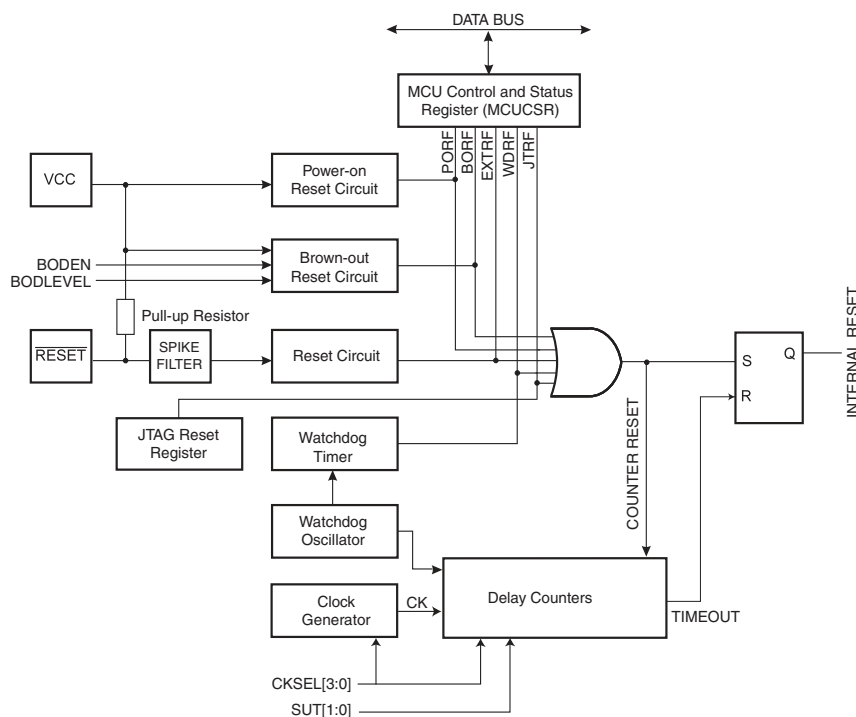 DATA BUS
MCU Control and Status
Register (MCUCSR)
PORF
BORF
EXTRF
WDRF
JTRF
VCC
Power-on
Reset Circuit
BODEN
BODLEVEL
Brown-out
Reset Circuit
Pull-up Resistor
RESET
SPIKE
FILTER
Reset Circuit
JTAG Reset
Register
Watchdog
Timer
Watchdog
Oscillator
Clock
Generator
CK
Delay Counters
COUNTER RESET
S
Q
R
INTERNAL RESET
TIMEOUT
CKSEL[3:0]
SUT[1:0]